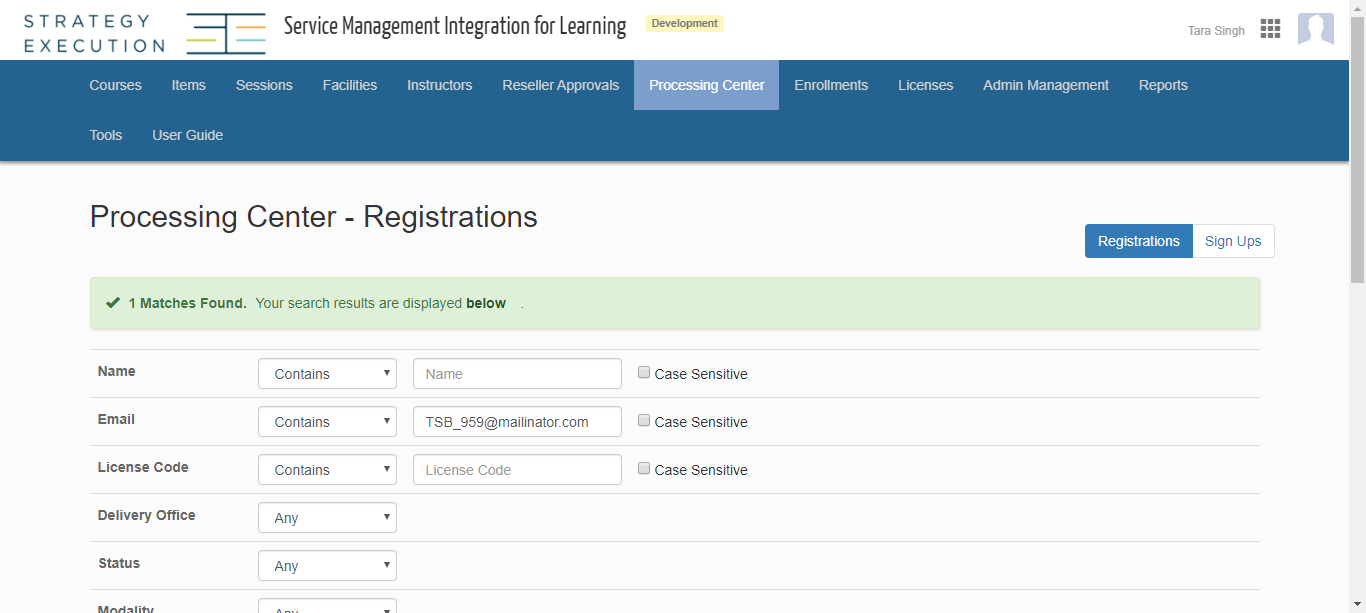 STRATEGY
EXECUTION
Service Management Integration for Learning
Development
Tara Singh
Courses Items Sessions Facilities Instructors Reseller Approvals Processing Center Enrollments Licenses Admin Management Reports
Tools User Guide
Processing Center - Registrations
Registrations Sign Ups
1 Matches Found. Your search results are displayed below .
Name Contains Name Case Sensitive
Email Contains TSB_959@mailinator.com Case Sensitive
License Code Contains License Code Case Sensitive
Delivery Office Any
Status Any
Modality Any